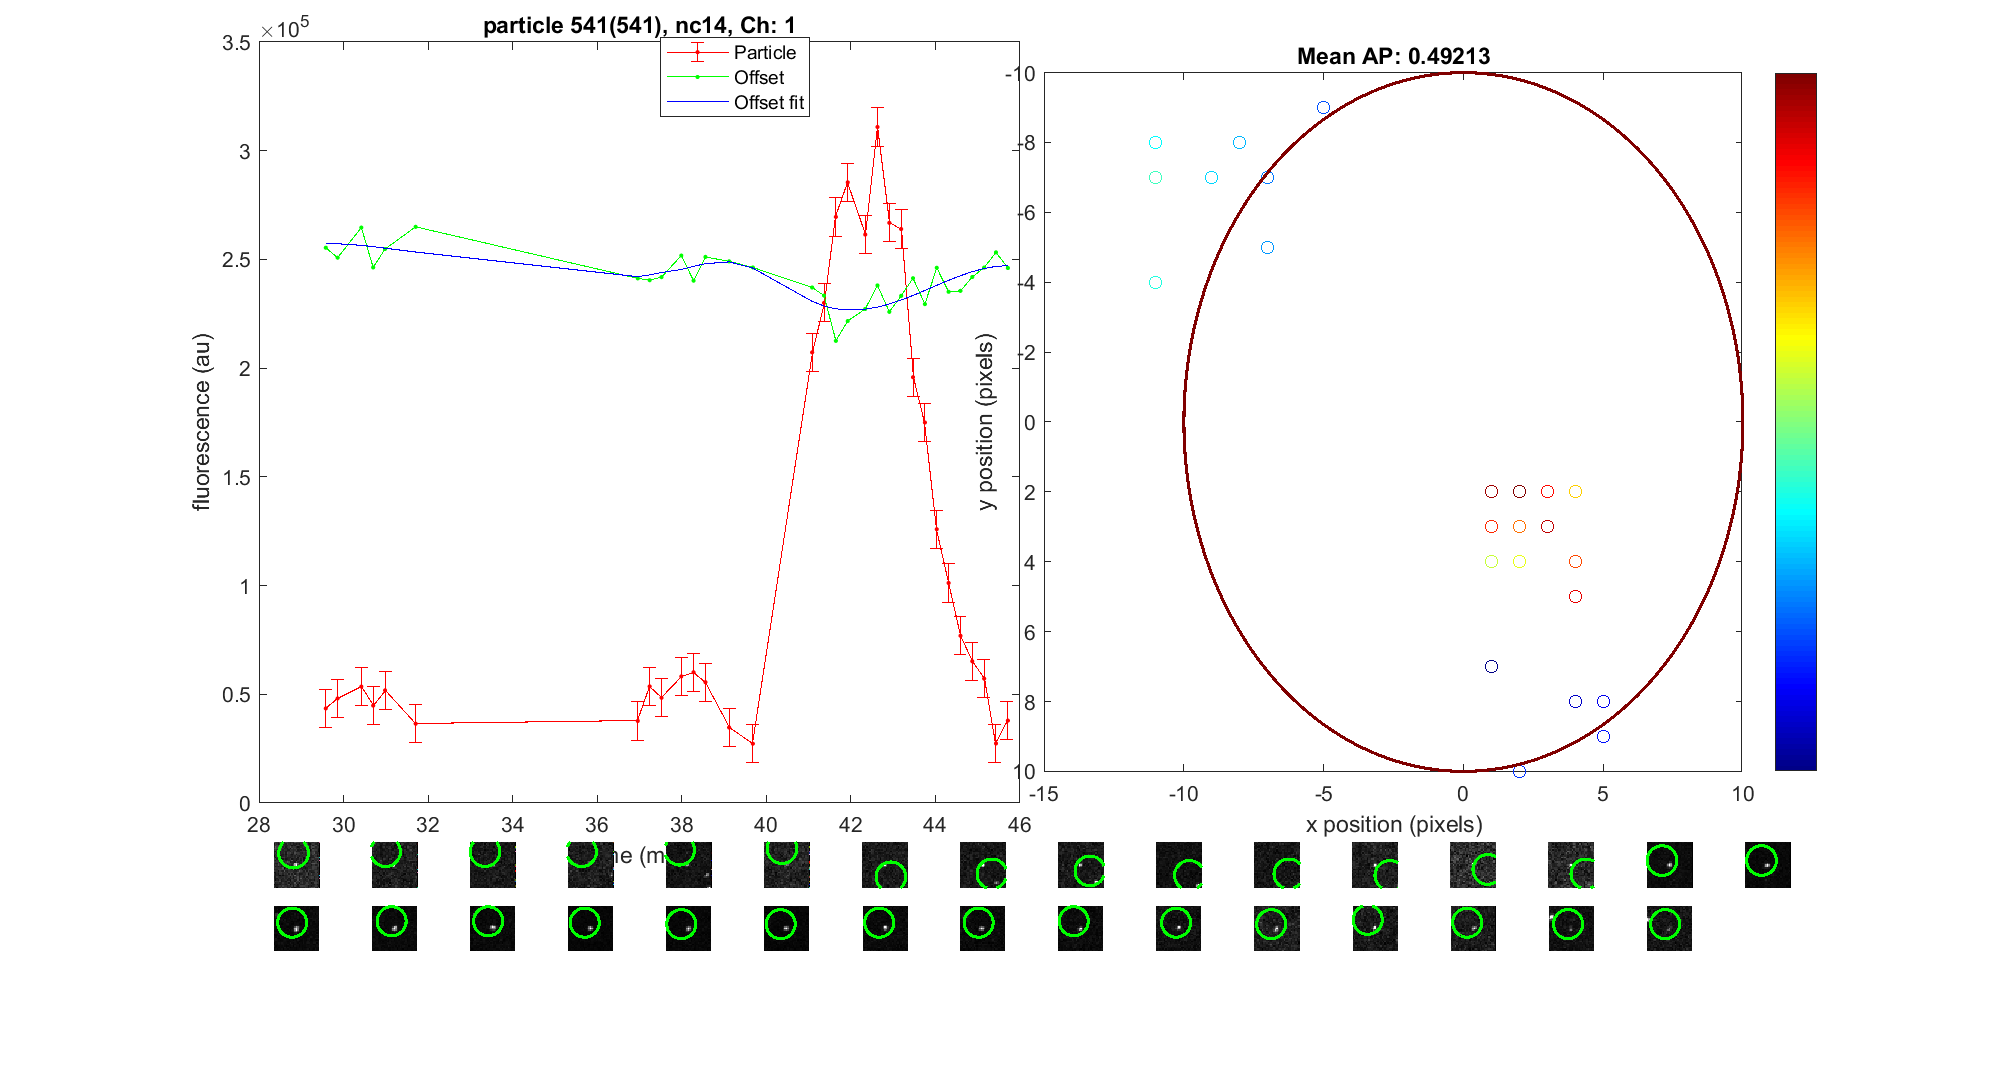 particle 541(541), nc14, Ch: 1
×10^5
3.5
3
2.5
2
1.5
1
0.5
0
fluorescence (au)
28 30 32 34 36 38 40 42 44 46
Particle
Offset
Offset fit
Mean AP: 0.49213
-10
-8
-6
-4
-2
0
2
4
6
8
10
y position (pixels)
-15 -10 -5 0 5 10
x position (pixels)